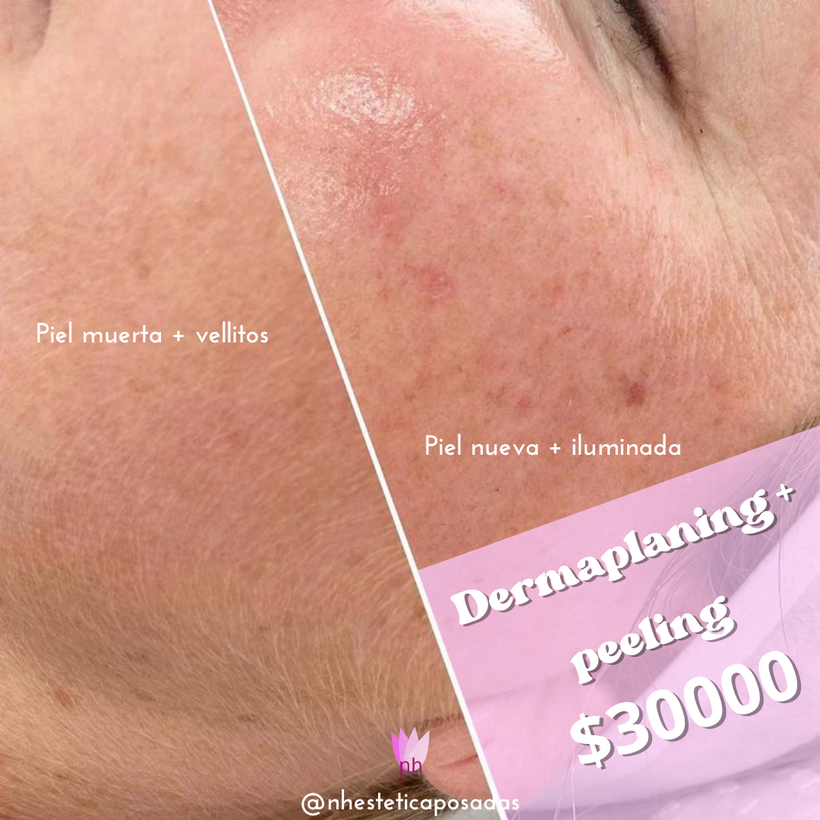 Piel muerta + vellitos
Piel nueva + iluminada
Dermaplaning +
peeling
$30000
nh
@nhesteticaposadas